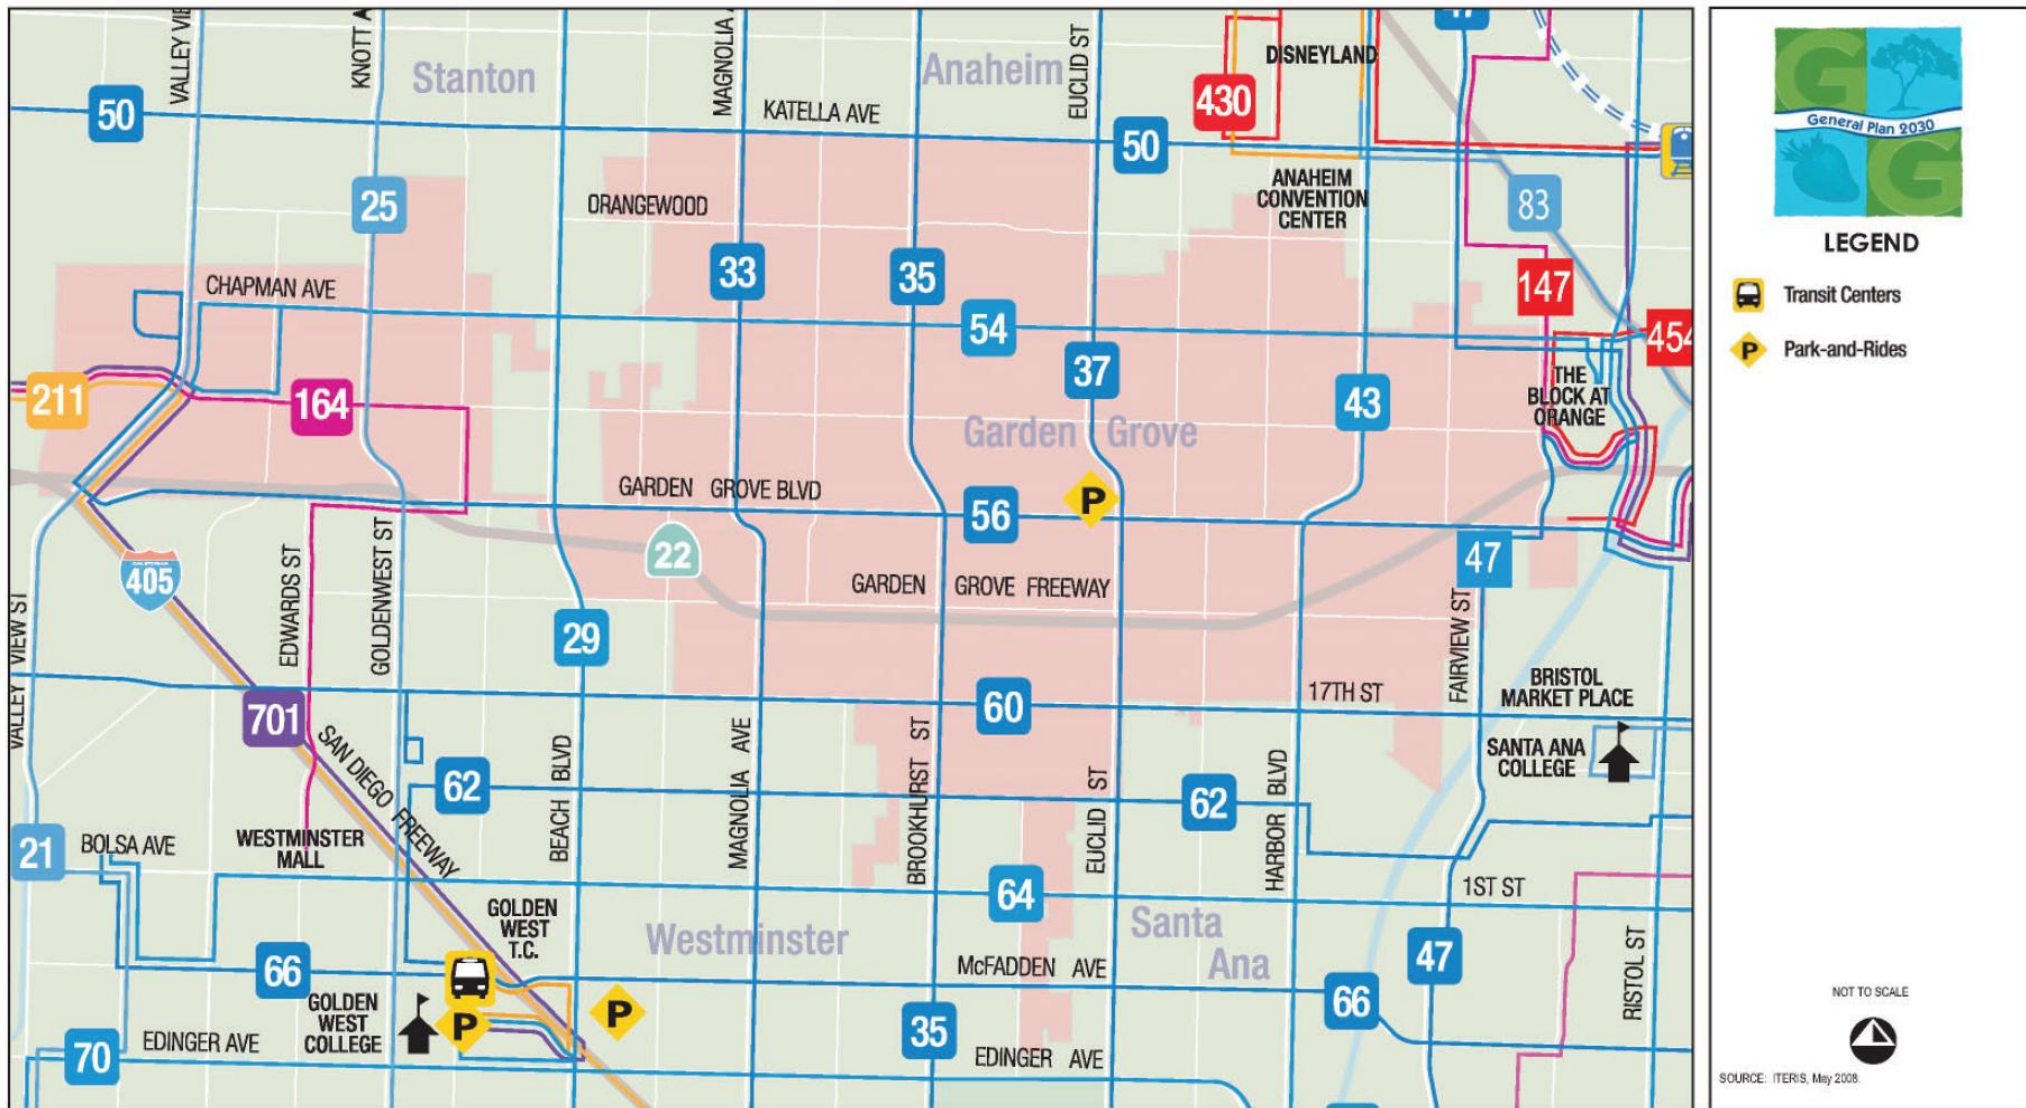 VALLEY VIE
KNOTT A
MAGNOLIA A
EUCLID ST
Stanton
Anaheim
DISNEYLAND
50
KATELLA AVE
430
50
47
ANAHEIM
CONVENTION
CENTER
83
25
ORANGEWOOD
33
35
CHAPMAN AVE
54
147
454
37
THE
BLOCK AT
ORANGE
211
164
43
Garden Grove
GARDEN GROVE BLVD
P
56
22
47
405
GARDEN GROVE FREEWAY
EDWARDS ST
GOLDENWEST ST
29
FAIRVIEW ST
VALLEY VIEW ST
BRISTOL
MARKET PLACE
17TH ST
60
701
SAN DIEGO FREEWAY
SANTA ANA
COLLEGE
62
BEACH BLVD
MAGNOLIA AVE
BROOKHURST ST
EUCLID ST
62
HARBOR BLVD
21
BOLSA AVE
WESTMINSTER
MALL
64
1ST ST
GOLDEN
WEST
T.C.
Westminster
Santa
Ana
47
RISTOL ST
66
McFADDEN AVE
66
GOLDEN
WEST
COLLEGE
P
P
35
70
EDINGER AVE
EDINGER AVE
G
General Plan 2030
G
LEGEND
Transit Centers
P Park-and-Rides
NOT TO SCALE
SOURCE: ITERIS, May 2008.